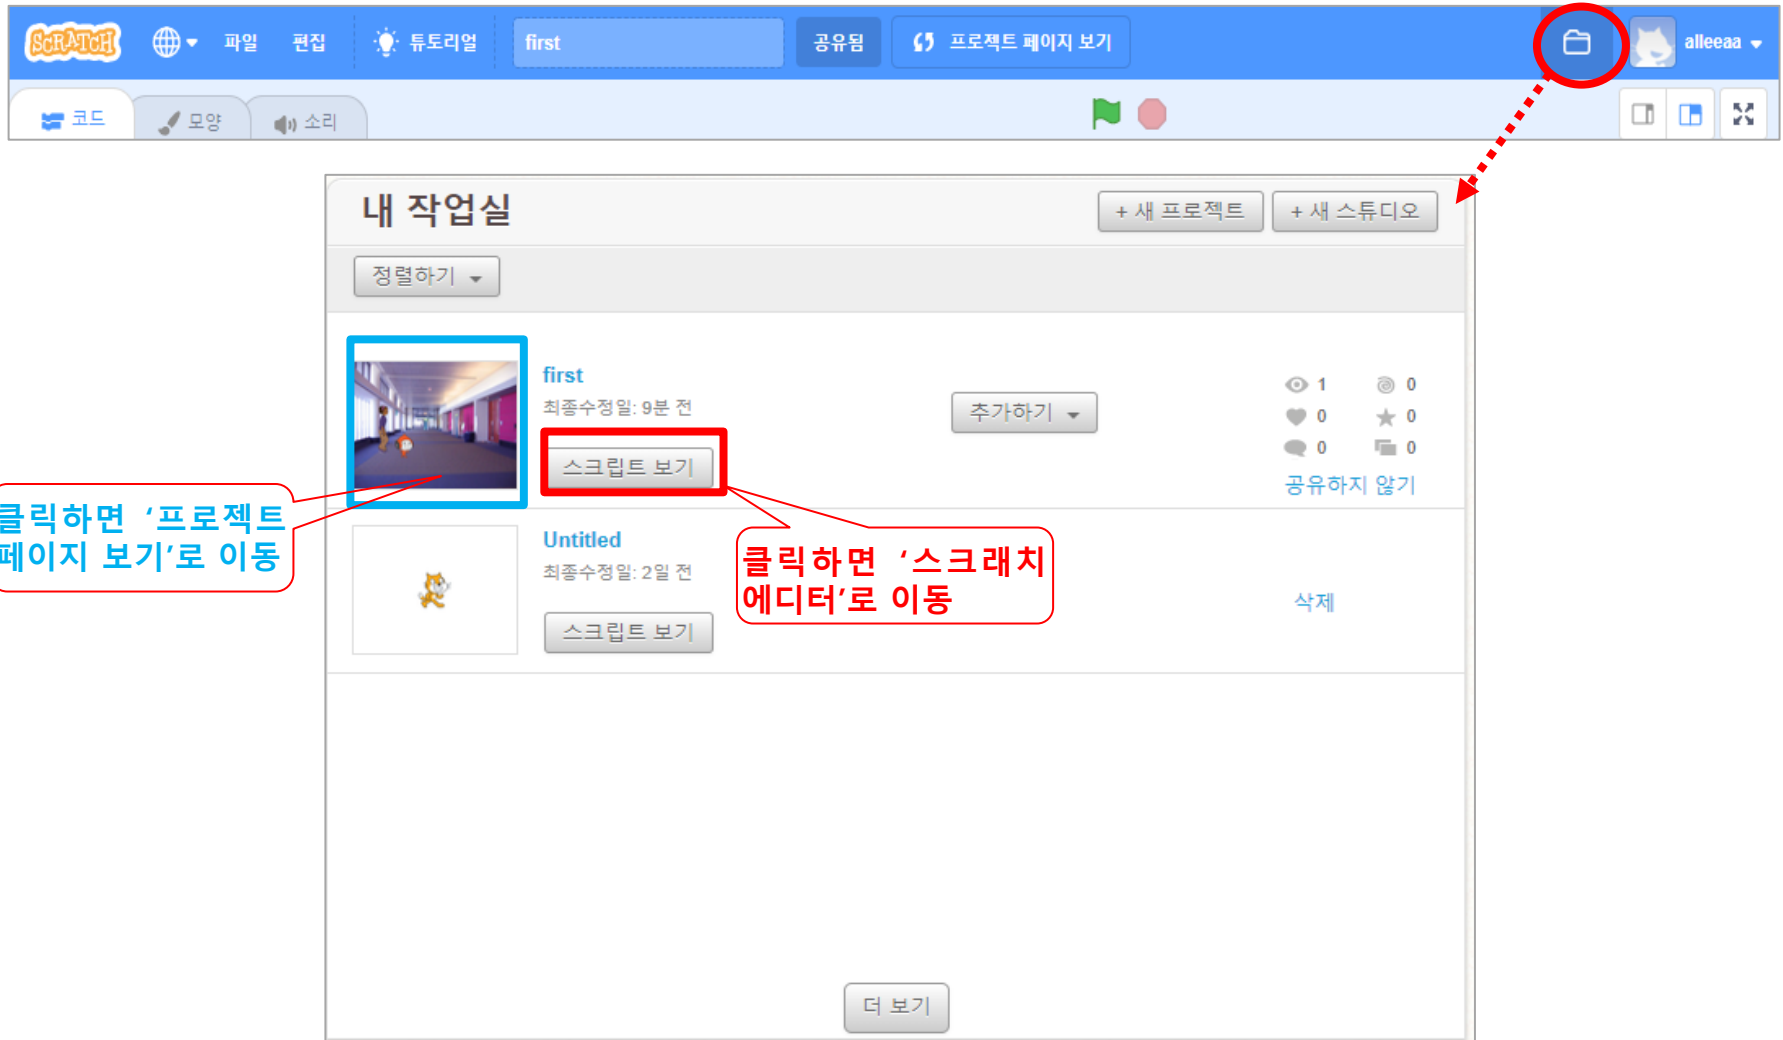 SCRATCH 파일 편집 튜토리얼 first 공유됨 프로젝트 페이지 보기 alleeaa
코드 모양 소리
내 작업실 + 새 프로젝트 + 새 스튜디오
정렬하기
first
최종수정일: 9분 전
스크립트 보기
추가하기
1 0
0 0
0 0
공유하지 않기
클릭하면 ‘프로젝트
페이지 보기’로 이동
Untitled
최종수정일: 2일 전
스크립트 보기
클릭하면 ‘스크래치
에디터’로 이동
삭제
더 보기